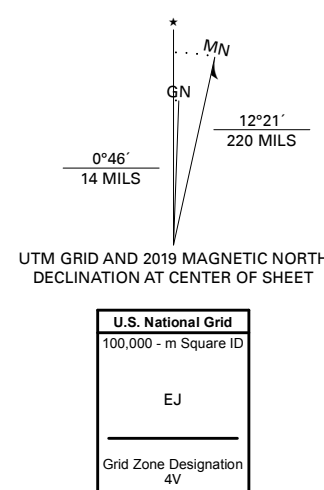 ★
MN
GN
12°21´
220 MILS
0°46´
14 MILS
UTM GRID AND 2019 MAGNETIC NORTH
DECLINATION AT CENTER OF SHEET
U.S. National Grid
100,000 - m Square ID
EJ
Grid Zone Designation
4V